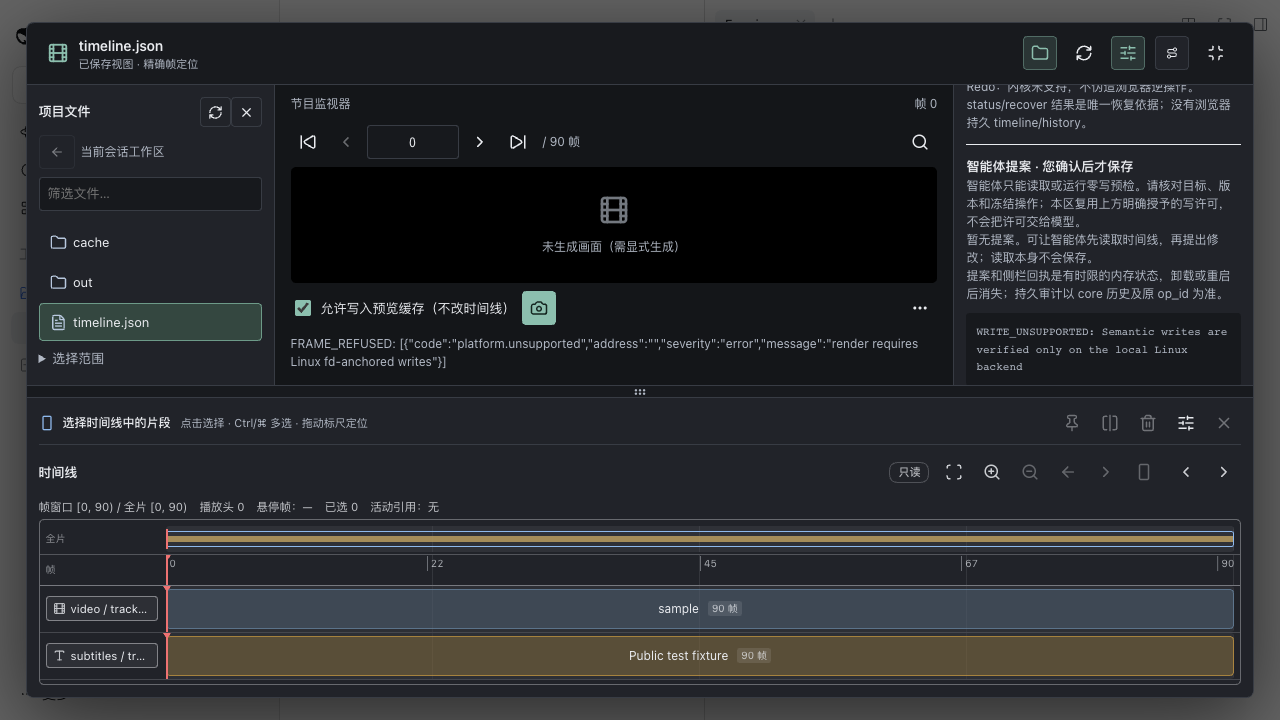 timeline.json
已保存视图 · 精确帧定位
项目文件
当前会话工作区
筛选文件...
cache
out
timeline.json
选择范围
节目监视器
帧 0
0
/ 90 帧
未生成画面（需显式生成）
允许写入预览缓存（不改时间线）
FRAME_REFUSED: [{"code":"platform.unsupported","address":"","severity":"error","message":"render requires
Linux fd-anchored writes"}]
Redo：内核未支持，不伪造浏览器逆操作。
status/recover 结果是唯一恢复依据；没有浏览器
持久 timeline/history。
智能体提案 · 您确认后才保存
智能体只能读取或运行零写预检。请核对目标、版
本和冻结操作；本区复用上方明确授予的写许可，
不会把许可交给模型。
暂无提案。可让智能体先读取时间线，再提出修
改；读取本身不会保存。
提案和侧栏回执是有时限的内存状态，卸载或重启
后消失；持久审计以 core 历史及原 op_id 为准。
WRITE_UNSUPPORTED: Semantic writes are
verified only on the local Linux
backend
选择时间线中的片段
点击选择 · Ctrl/⌘ 多选 · 拖动标尺定位
时间线
只读
帧窗口 [0, 90) / 全片 [0, 90) 播放头 0 悬停帧：— 已选 0 活动引用：无
全片
帧
0
22
45
67
90
video / track...
sample
90 帧
subtitles / tr...
Public test fixture
90 帧